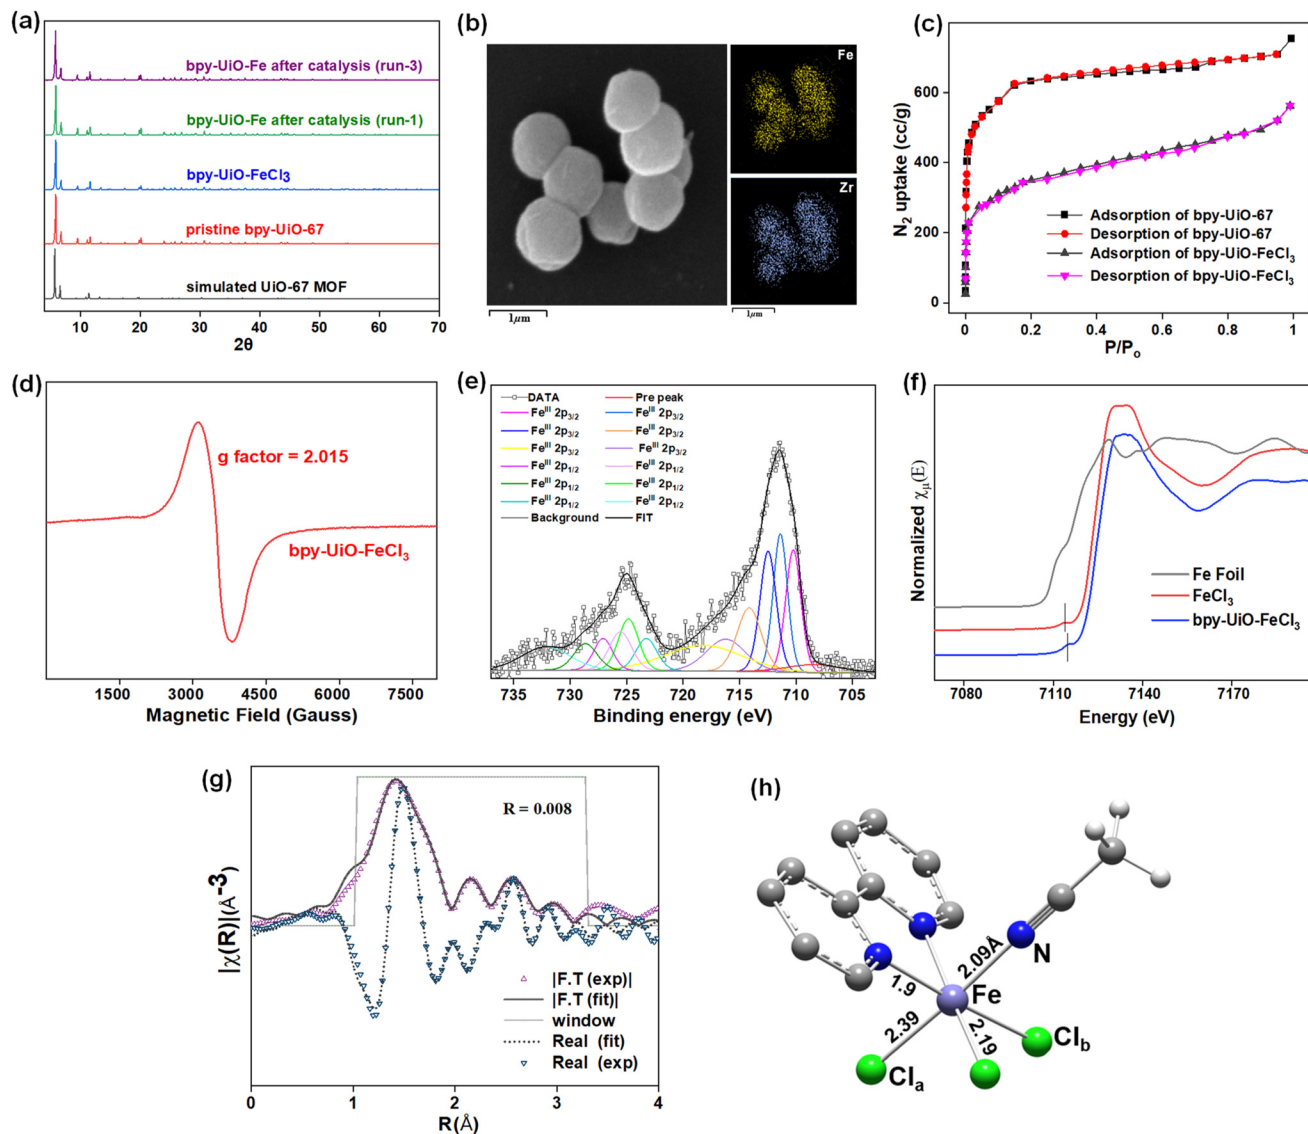 (a)
bpy-UiO-Fe after catalysis (run-3)
bpy-UiO-Fe after catalysis (run-1)
bpy-UiO-FeCl₃
pristine bpy-UiO-67
simulated UiO-67 MOF
10 20 30 40 50 60 70
2θ
(b)
Fe
Zr
1μm
1μm
(c)
N₂ uptake (cc/g)
600
400
200
0
Adsorption of bpy-UiO-67
Desorption of bpy-UiO-67
Adsorption of bpy-UiO-FeCl₃
Desorption of bpy-UiO-FeCl₃
0 0.2 0.4 0.6 0.8 1
P/Pₒ
(d)
g factor = 2.015
bpy-UiO-FeCl₃
1500 3000 4500 6000 7500
Magnetic Field (Gauss)
(e)
DATA Pre peak
Feᴵᴵᴵ 2p₃/₂ Feᴵᴵᴵ 2p₃/₂
Feᴵᴵᴵ 2p₃/₂ Feᴵᴵᴵ 2p₃/₂
Feᴵᴵᴵ 2p₃/₂ Feᴵᴵᴵ 2p₃/₂
Feᴵᴵᴵ 2p₁/₂ Feᴵᴵᴵ 2p₁/₂
Feᴵᴵᴵ 2p₁/₂ Feᴵᴵᴵ 2p₁/₂
Feᴵᴵᴵ 2p₁/₂ Feᴵᴵᴵ 2p₁/₂
Background FIT
735 730 725 720 715 710 705
Binding energy (eV)
(f)
Normalized χμ(E)
Fe Foil
FeCl₃
bpy-UiO-FeCl₃
7080 7110 7140 7170
Energy (eV)
(g)
R = 0.008
|χ(R)|(Å⁻³)
|F.T (exp)|
|F.T (fit)|
window
Real (fit)
Real (exp)
0 1 2 3 4
R(Å)
(h)
2.09Å
N
1.9
Fe
2.39
2.19
Clb
Cla